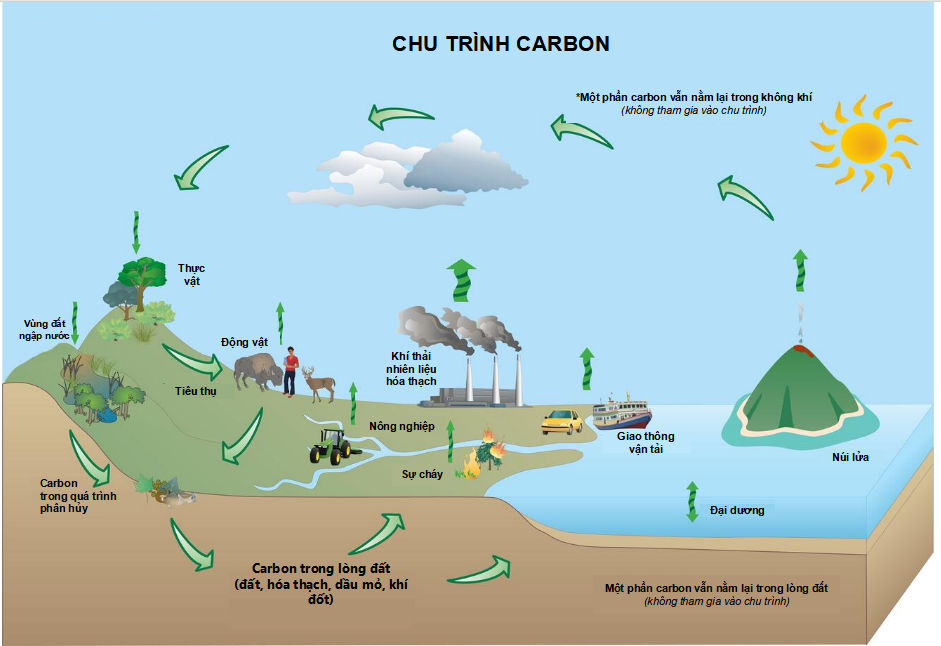 CHU TRÌNH CARBON
*Một phần carbon vẫn nằm lại trong không khí
(không tham gia vào chu trình)
Thực
vật
Vùng đất
ngập nước
Động vật
Tiêu thụ
Khí thải
nhiên liệu
hóa thạch
Nông nghiệp
Giao thông
vận tải
Núi lửa
Sự cháy
Carbon
trong quá trình
phân hủy
Đại dương
Carbon trong lòng đất
(đất, hóa thạch, dầu mỏ, khí
đốt)
Một phần carbon vẫn nằm lại trong lòng đất
(không tham gia vào chu trình)